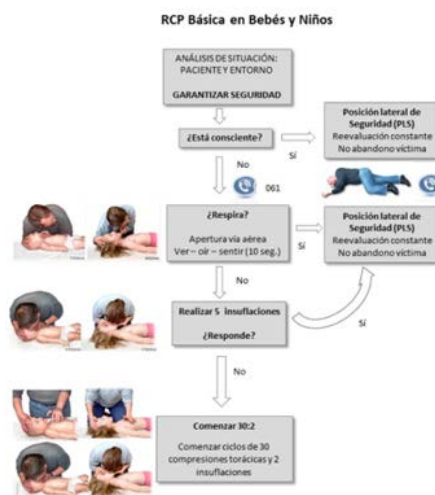 RCP Básica en Bebés y Niños
ANÁLISIS DE SITUACIÓN:
PACIENTE Y ENTORNO
GARANTIZAR SEGURIDAD
¿Está consciente?
Sí
Posición lateral de
Seguridad (PLS)
Reevaluación constante
No abandono víctima
No
061
¿Respira?
Apertura vía aérea
Ver – oír – sentir (10 seg.)
Sí
Posición lateral de
Seguridad (PLS)
Reevaluación constante
No abandono víctima
No
Realizar 5 insuflaciones
¿Responde?
Sí
No
Comenzar 30:2
Comenzar ciclos de 30
compresiones torácicas y 2
insuflaciones